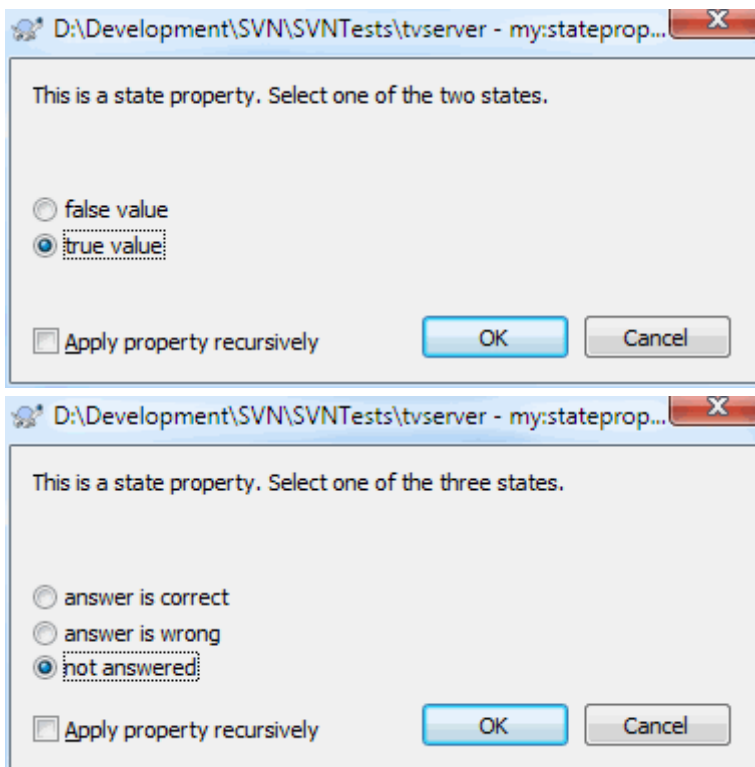 D:\Development\SVN\SVNTests\tvserver - my:stateprop...
This is a state property. Select one of the two states.
false value
true value
Apply property recursively OK Cancel
D:\Development\SVN\SVNTests\tvserver - my:stateprop...
This is a state property. Select one of the three states.
answer is correct
answer is wrong
not answered
Apply property recursively OK Cancel